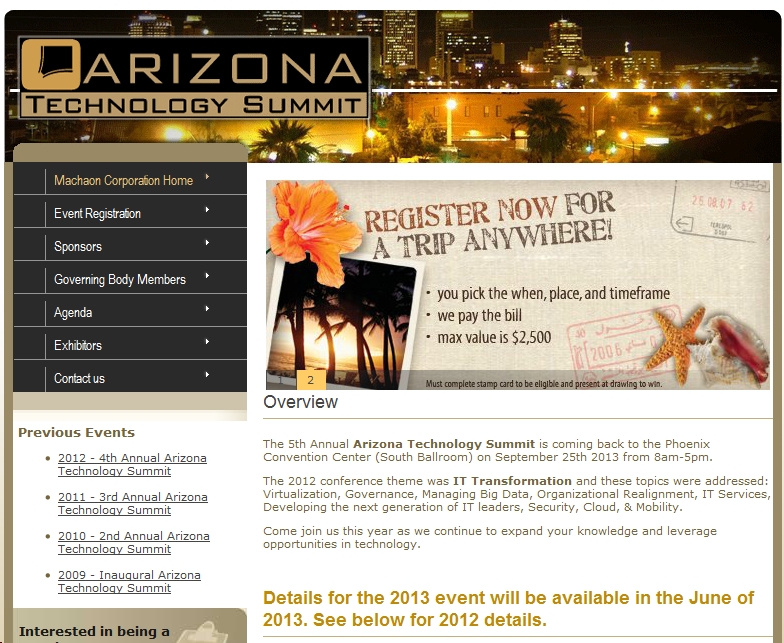 ARIZONA
TECHNOLOGY SUMMIT
Machaon Corporation Home
Event Registration
Sponsors
Governing Body Members
Agenda
Exhibitors
Contact us
Previous Events
2012 - 4th Annual Arizona
Technology Summit
2011 - 3rd Annual Arizona
Technology Summit
2010 - 2nd Annual Arizona
Technology Summit
2009 - Inaugural Arizona
Technology Summit
Interested in being a
REGISTER NOW FOR
A TRIP ANYWHERE!
• you pick the when, place, and timeframe
• we pay the bill
• max value is $2,500
2
Must complete stamp card to be eligible and present at drawing to win.
Overview
The 5th Annual Arizona Technology Summit is coming back to the Phoenix
Convention Center (South Ballroom) on September 25th 2013 from 8am-5pm.
The 2012 conference theme was IT Transformation and these topics were addressed:
Virtualization, Governance, Managing Big Data, Organizational Realignment, IT Services,
Developing the next generation of IT leaders, Security, Cloud, & Mobility.
Come join us this year as we continue to expand your knowledge and leverage
opportunities in technology.
Details for the 2013 event will be available in the June of
2013. See below for 2012 details.